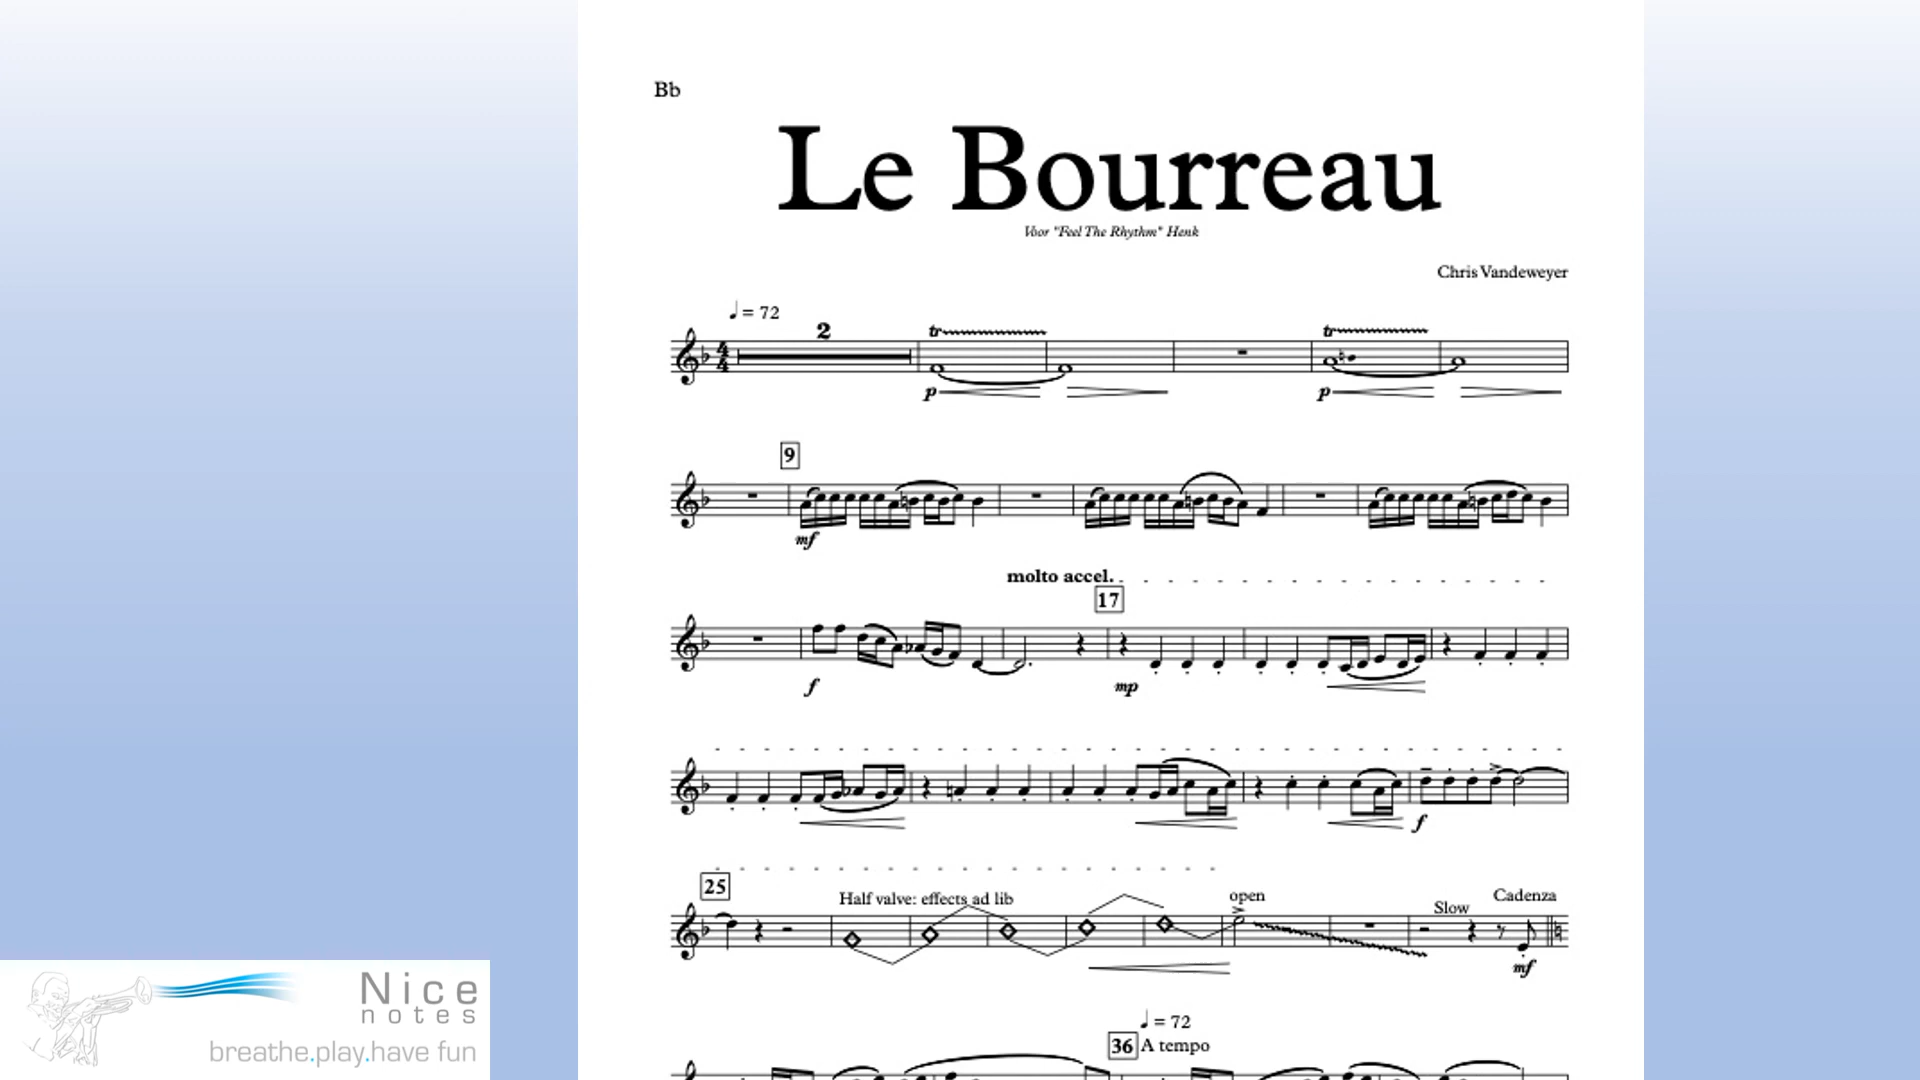 Bb
Le Bourreau
Voor "Feel The Rhythm" Henk
Chris Vandeweyer
♩ = 72
2
tr
tr
p
p
9
mf
molto accel.
17
f
mp
f
25
Half valve: effects ad lib
open
Slow
Cadenza
mf
♩ = 72
36 A tempo
Nice
notes
breathe.play.have fun